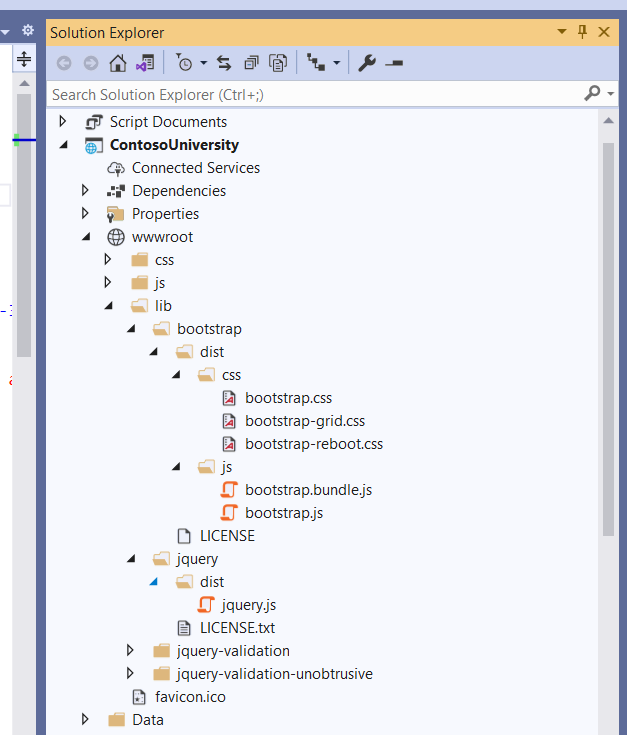 Solution Explorer
Search Solution Explorer (Ctrl+;)
Script Documents
ContosoUniversity
Connected Services
Dependencies
Properties
wwwroot
css
js
lib
bootstrap
dist
css
bootstrap.css
bootstrap-grid.css
bootstrap-reboot.css
js
bootstrap.bundle.js
bootstrap.js
LICENSE
jquery
dist
jquery.js
LICENSE.txt
jquery-validation
jquery-validation-unobtrusive
favicon.ico
Data